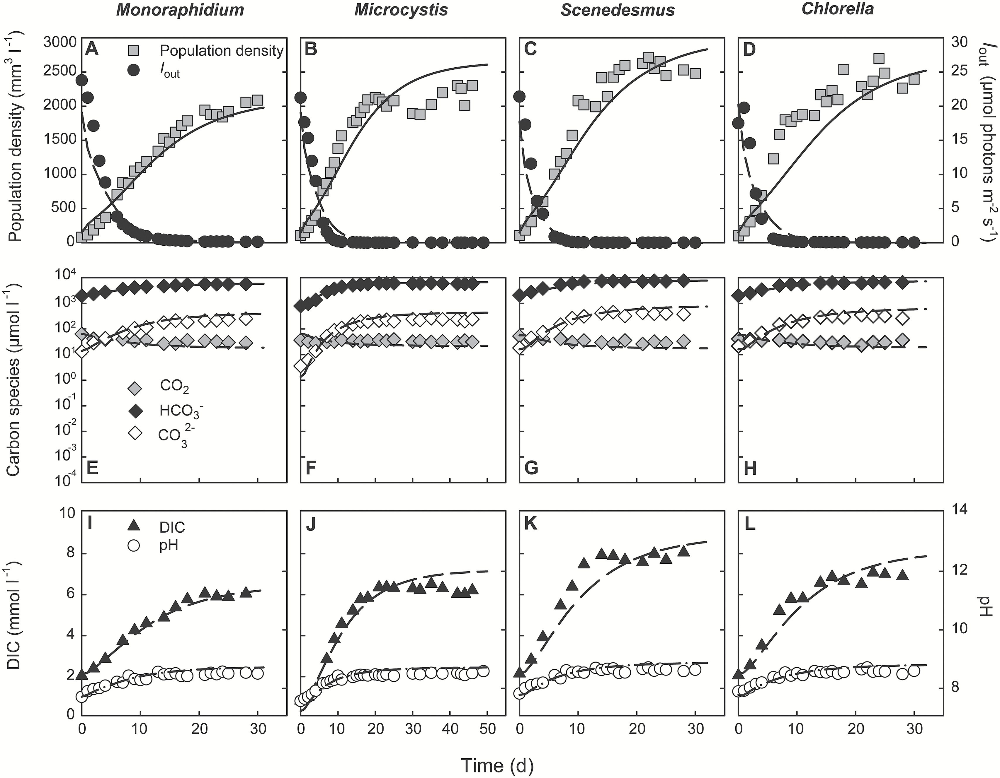 Monoraphidium Microcystis Scenedesmus Chlorella
Population density (mm³ l⁻¹)
3000
2500
2000
1500
1000
500
0
A
Population density
I_out
B
C
D
30
25
20
15
10
5
0
I_out (µmol photons m⁻² s⁻¹)
Carbon species (µmol l⁻¹)
10⁴
10³
10²
10¹
10⁰
10⁻¹
10⁻²
10⁻³
10⁻⁴
CO₂
HCO₃⁻
CO₃²⁻
E
F
G
H
DIC (mmol l⁻¹)
10
8
6
4
2
0
I
DIC
pH
J
K
L
14
12
10
8
pH
0 10 20 30
0 10 20 30 40 50
0 10 20 30
0 10 20 30
Time (d)